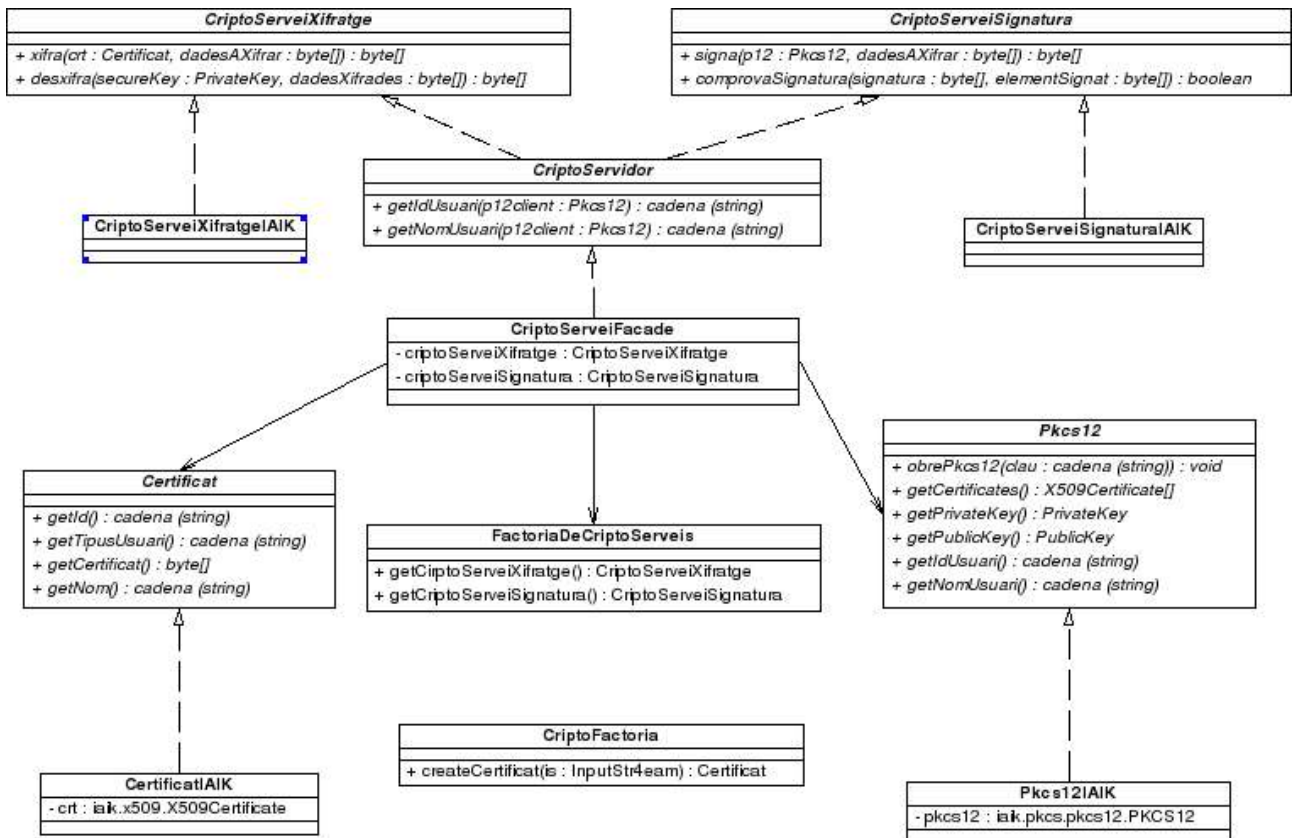 CriptoServeiXifratge
+ xifra(crt : Certificat, dadesAXifrar : byte[]) : byte[]
+ desxifra(secureKey : PrivateKey, dadesXifrades : byte[]) : byte[]
CriptoServeiSignatura
+ signa(p12 : Pkcs12, dadesAXifrar : byte[]) : byte[]
+ comprovaSignatura(signatura : byte[], elementSignat : byte[]) : boolean
CriptoServidor
+ getIdUsuari(p12client : Pkcs12) : cadena (string)
+ getNomUsuari(p12client : Pkcs12) : cadena (string)
CriptoServeiXifratgeIAIK
CriptoServeiSignaturaIAIK
CriptoServeiFacade
- criptoServeiXifratge : CriptoServeiXifratge
- criptoServeiSignatura : CriptoServeiSignatura
Certificat
+ getId() : cadena (string)
+ getTipusUsuari() : cadena (string)
+ getCertificat() : byte[]
+ getNom() : cadena (string)
FactoriaDeCriptoServeis
+ getCirptoServeiXifratge() : CriptoServeiXifratge
+ getCriptoServeiSignatura() : CriptoServeiSignatura
Pkcs12
+ obrePkcs12(clau : cadena (string)) : void
+ getCertificates() : X509Certificate[]
+ getPrivateKey() : PrivateKey
+ getPublicKey() : PublicKey
+ getIdUsuari() : cadena (string)
+ getNomUsuari() : cadena (string)
CriptoFactoria
+ createCertificat(is : InputStr4eam) : Certificat
CertificatIAIK
- crt : iaik.x509.X509Certificate
Pkcs12IAIK
- pkcs12 : iaik.pkcs.pkcs12.PKCS12